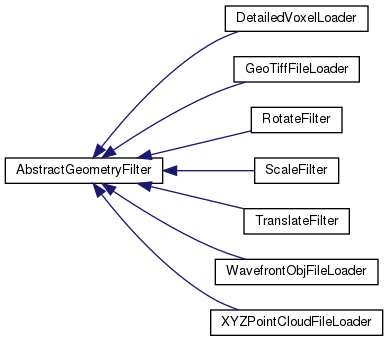 DetailedVoxelLoader
GeoTiffFileLoader
RotateFilter
AbstractGeometryFilter
ScaleFilter
TranslateFilter
WavefrontObjFileLoader
XYZPointCloudFileLoader